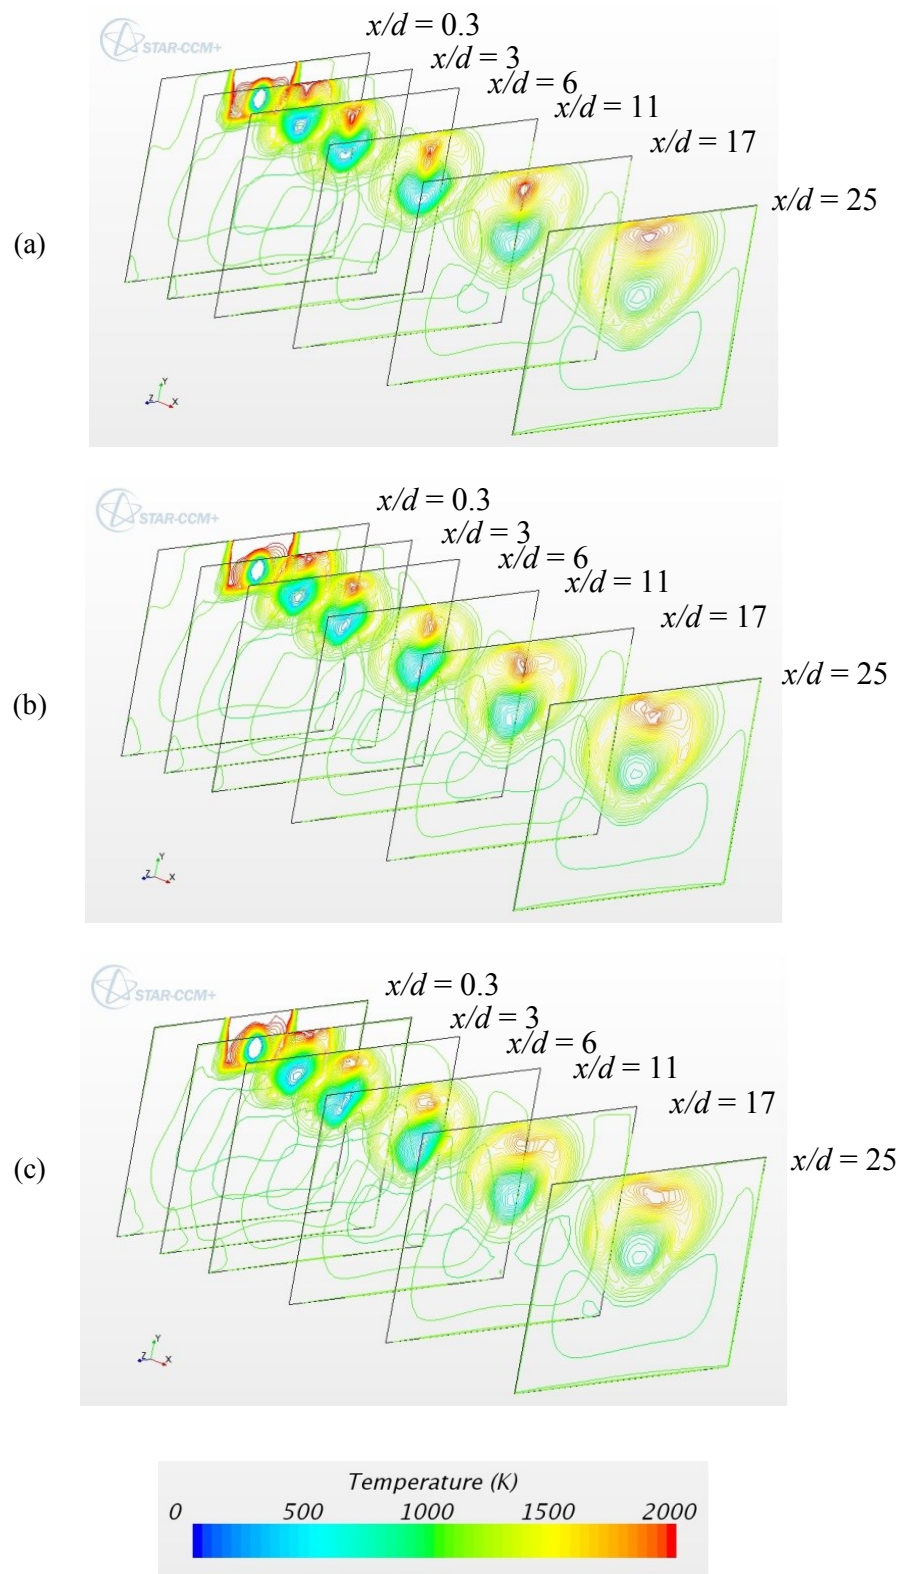 x/d = 0.3
STAR-CCM+
x/d = 3
x/d = 6
x/d = 11
x/d = 17
x/d = 25
(a)
Y
Z
X
x/d = 0.3
STAR-CCM+
x/d = 3
x/d = 6
x/d = 11
x/d = 17
x/d = 25
(b)
Y
Z
X
x/d = 0.3
STAR-CCM+
x/d = 3
x/d = 6
x/d = 11
x/d = 17
x/d = 25
(c)
Y
Z
X
Temperature (K)
0 500 1000 1500 2000